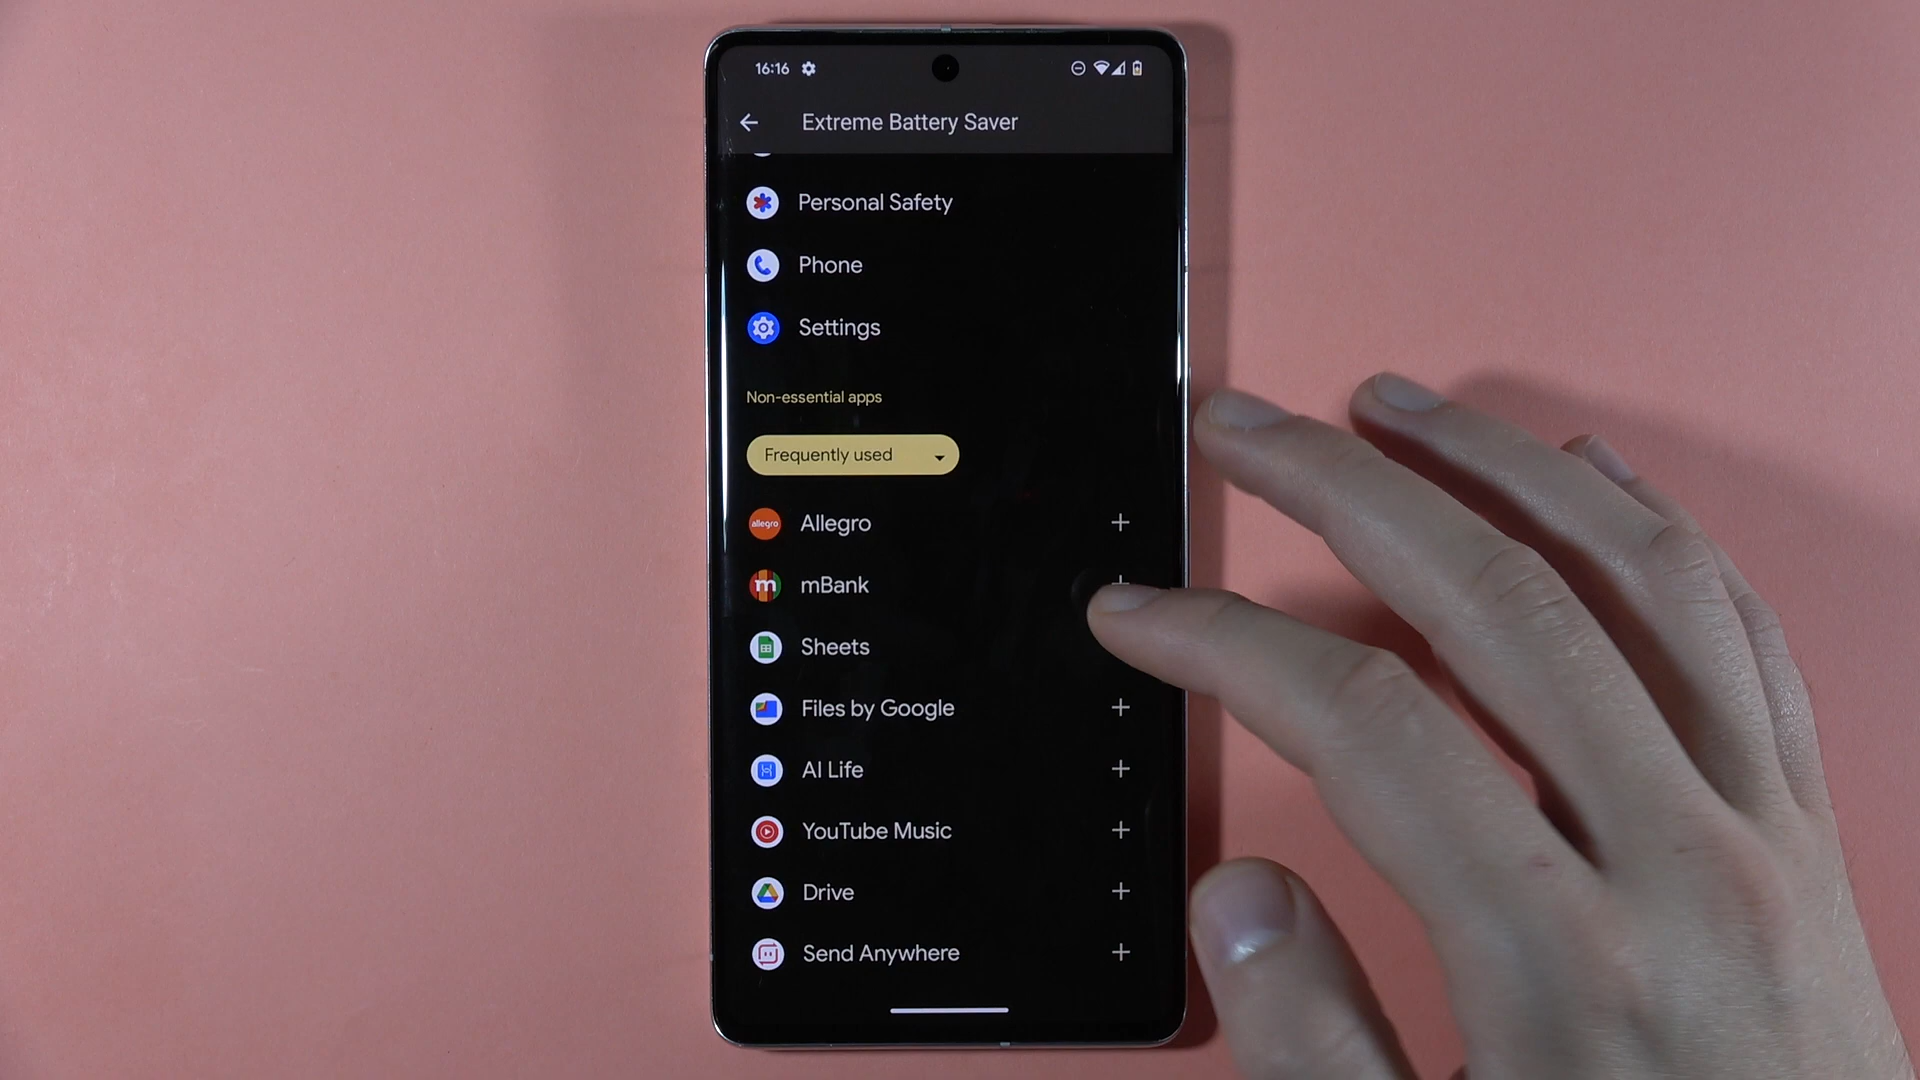 16:16
Extreme Battery Saver
Personal Safety
Phone
Settings
Non-essential apps
Frequently used
allegro Allegro
m mBank
Sheets
Files by Google
AI Life
YouTube Music
Drive
Send Anywhere